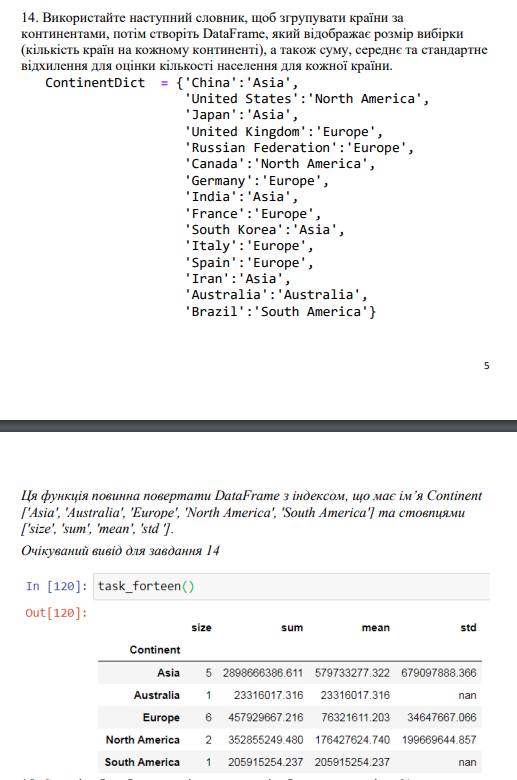 14. Використайте наступний словник, щоб згрупувати країни за
континентами, потім створіть DataFrame, який відображає розмір вибірки
(кількість країн на кожному континенті), а також суму, середнє та стандартне
відхилення для оцінки кількості населення для кожної країни.
ContinentDict = {'China':'Asia',
'United States':'North America',
'Japan':'Asia',
'United Kingdom':'Europe',
'Russian Federation':'Europe',
'Canada':'North America',
'Germany':'Europe',
'India':'Asia',
'France':'Europe',
'South Korea':'Asia',
'Italy':'Europe',
'Spain':'Europe',
'Iran':'Asia',
'Australia':'Australia',
'Brazil':'South America'}
5
Ця функція повинна повертати DataFrame з індексом, що має ім’я Continent
['Asia', 'Australia', 'Europe', 'North America', 'South America'] та стовпцями
['size', 'sum', 'mean', 'std '].
Очікуваний вивід для завдання 14
In [120]: task_forteen()
Out[120]:
size sum mean std
Continent
Asia 5 2898666386.611 579733277.322 679097888.366
Australia 1 23316017.316 23316017.316 nan
Europe 6 457929667.216 76321611.203 34647667.066
North America 2 352855249.480 176427624.740 199669644.857
South America 1 205915254.237 205915254.237 nan